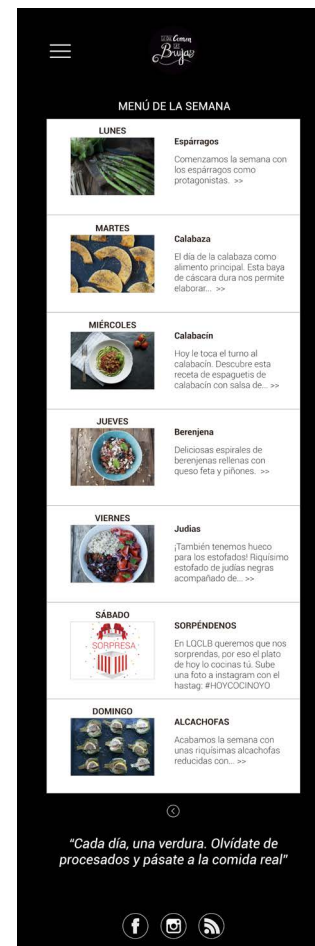 Comen
LAS
Brujas
MENÚ DE LA SEMANA
LUNES
Espárragos
Comenzamos la semana con
los espárragos como
protagonistas. >>
MARTES
Calabaza
El día de la calabaza como
alimento principal. Esta baya
de cáscara dura nos permite
elaborar... >>
MIÉRCOLES
Calabacín
Hoy le toca el turno al
calabacín. Descubre esta
receta de espaguetis de
calabacín con salsa de... >>
JUEVES
Berenjena
Deliciosas espirales de
berenjenas rellenas con
queso feta y piñones. >>
VIERNES
Judías
¡También tenemos hueco
para los estofados! Riquísimo
estofado de judías negras
acompañado de... >>
SÁBADO
SORPRESA
SORPRÉNDENOS
En LQCLB queremos que nos
sorprendas, por eso el plato
de hoy lo cocinas tú. Sube
una foto a instagram con el
hastag: #HOYCOCINOYO
DOMINGO
ALCACHOFAS
Acabamos la semana con
unas riquísimas alcachofas
reducidas con... >>
“Cada día, una verdura. Olvídate de
procesados y pásate a la comida real”